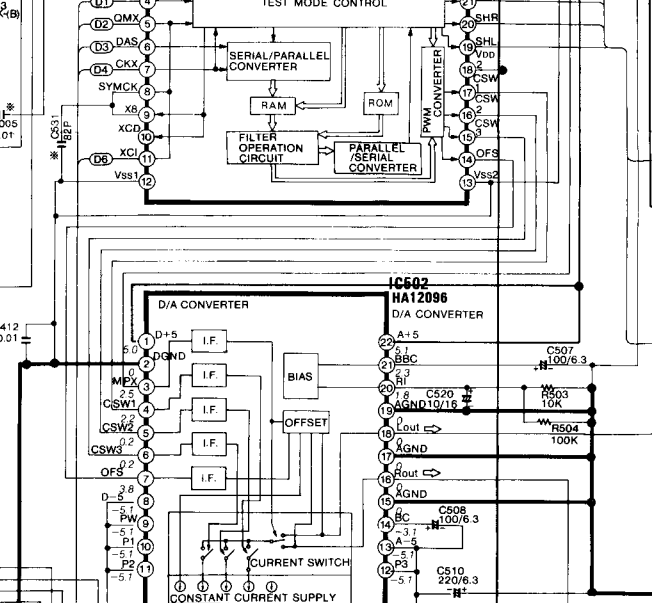 TEST MODE CONTROL
3
K-(B)
D1
4
21
D2
QMX
5
20
SHR
D3
DAS
6
19
SHL
VDD
D4
CKX
7
18
2
CSW
SYMCK
8
17
1
CSW
X8
9
16
2
CSW
XCD
10
15
3
D6
XCI
11
14
OFS
Vss1
12
13
Vss2
SERIAL/PARALLEL
CONVERTER
RAM
ROM
PWM
CONVERTER
FILTER
OPERATION
CIRCUIT
PARALLEL
/SERIAL
CONVERTER
※
005
.01
※
C531
82P
IC502
HA12096
D/A CONVERTER
D/A CONVERTER
412
0.01
1
D+5
5.0
2
DGND
0
3
MPX
2.5
4
CSW1
2.2
5
CSW2
0.2
6
CSW3
0.2
7
OFS
3.8
8
D-5
-5.1
9
PW
-5.1
10
P1
-5.1
11
P2
-5.1
I.F.
I.F.
I.F.
I.F.
I.F.
BIAS
OFFSET
CURRENT SWITCH
CONSTANT CURRENT SUPPLY
22
A+5
5.1
21
BBC
2.3
20
RI
1.8
19
AGND
0
18
Lout
0
17
AGND
0
16
Rout
0
15
AGND
0
14
BC
-3.1
13
A-5
-5.1
12
P3
-5.1
C507
100/6.3
C520
10/16
R503
10K
R504
100K
C508
100/6.3
C510
220/6.3